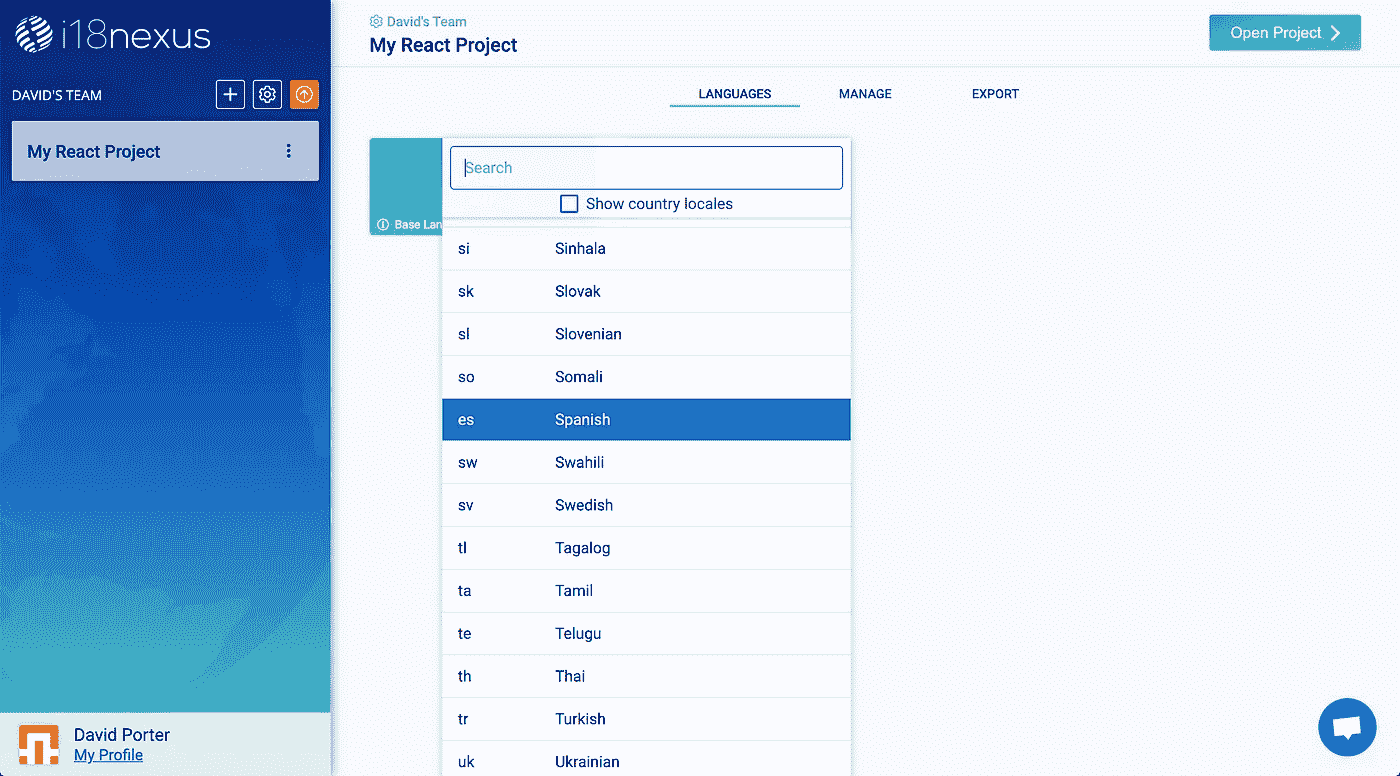 i18nexus
DAVID'S TEAM
My React Project
David Porter
My Profile
David's Team
My React Project
Open Project
LANGUAGES MANAGE EXPORT
Base Lan
Search
Show country locales
si Sinhala
sk Slovak
sl Slovenian
so Somali
es Spanish
sw Swahili
sv Swedish
tl Tagalog
ta Tamil
te Telugu
th Thai
tr Turkish
uk Ukrainian